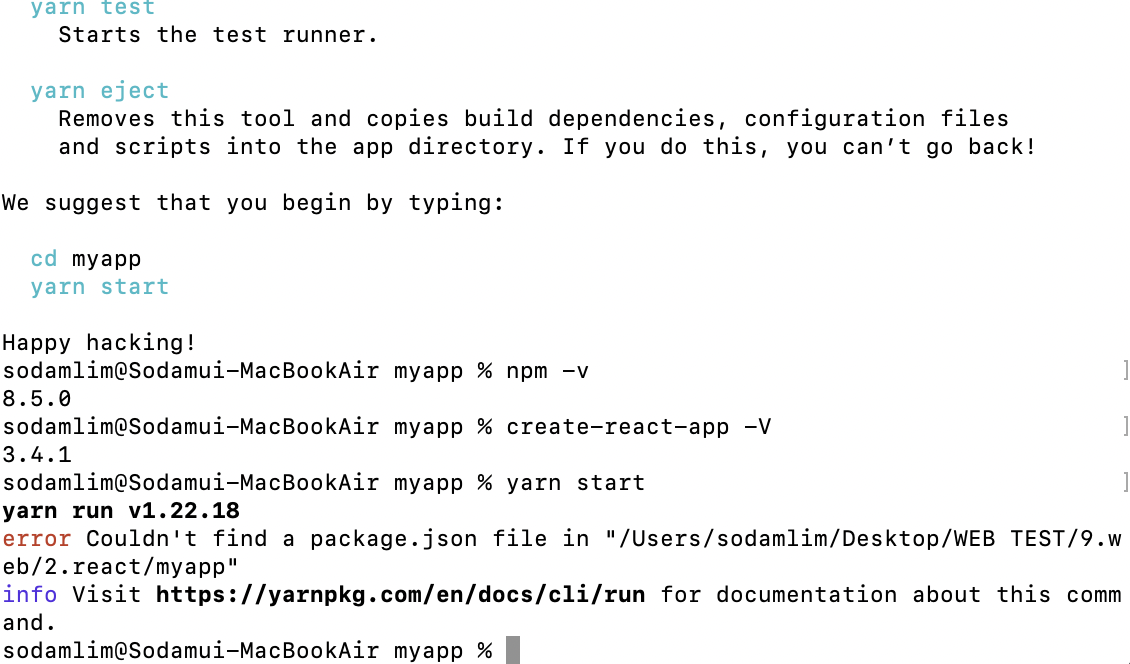 yarn test
Starts the test runner.
yarn eject
Removes this tool and copies build dependencies, configuration files
and scripts into the app directory. If you do this, you can’t go back!
We suggest that you begin by typing:
cd myapp
yarn start
Happy hacking!
sodamlim@Sodamui-MacBookAir myapp % npm -v ]
8.5.0
sodamlim@Sodamui-MacBookAir myapp % create-react-app -V ]
3.4.1
sodamlim@Sodamui-MacBookAir myapp % yarn start ]
yarn run v1.22.18
error Couldn't find a package.json file in "/Users/sodamlim/Desktop/WEB TEST/9.w
eb/2.react/myapp"
info Visit https://yarnpkg.com/en/docs/cli/run for documentation about this comm
and.
sodamlim@Sodamui-MacBookAir myapp %